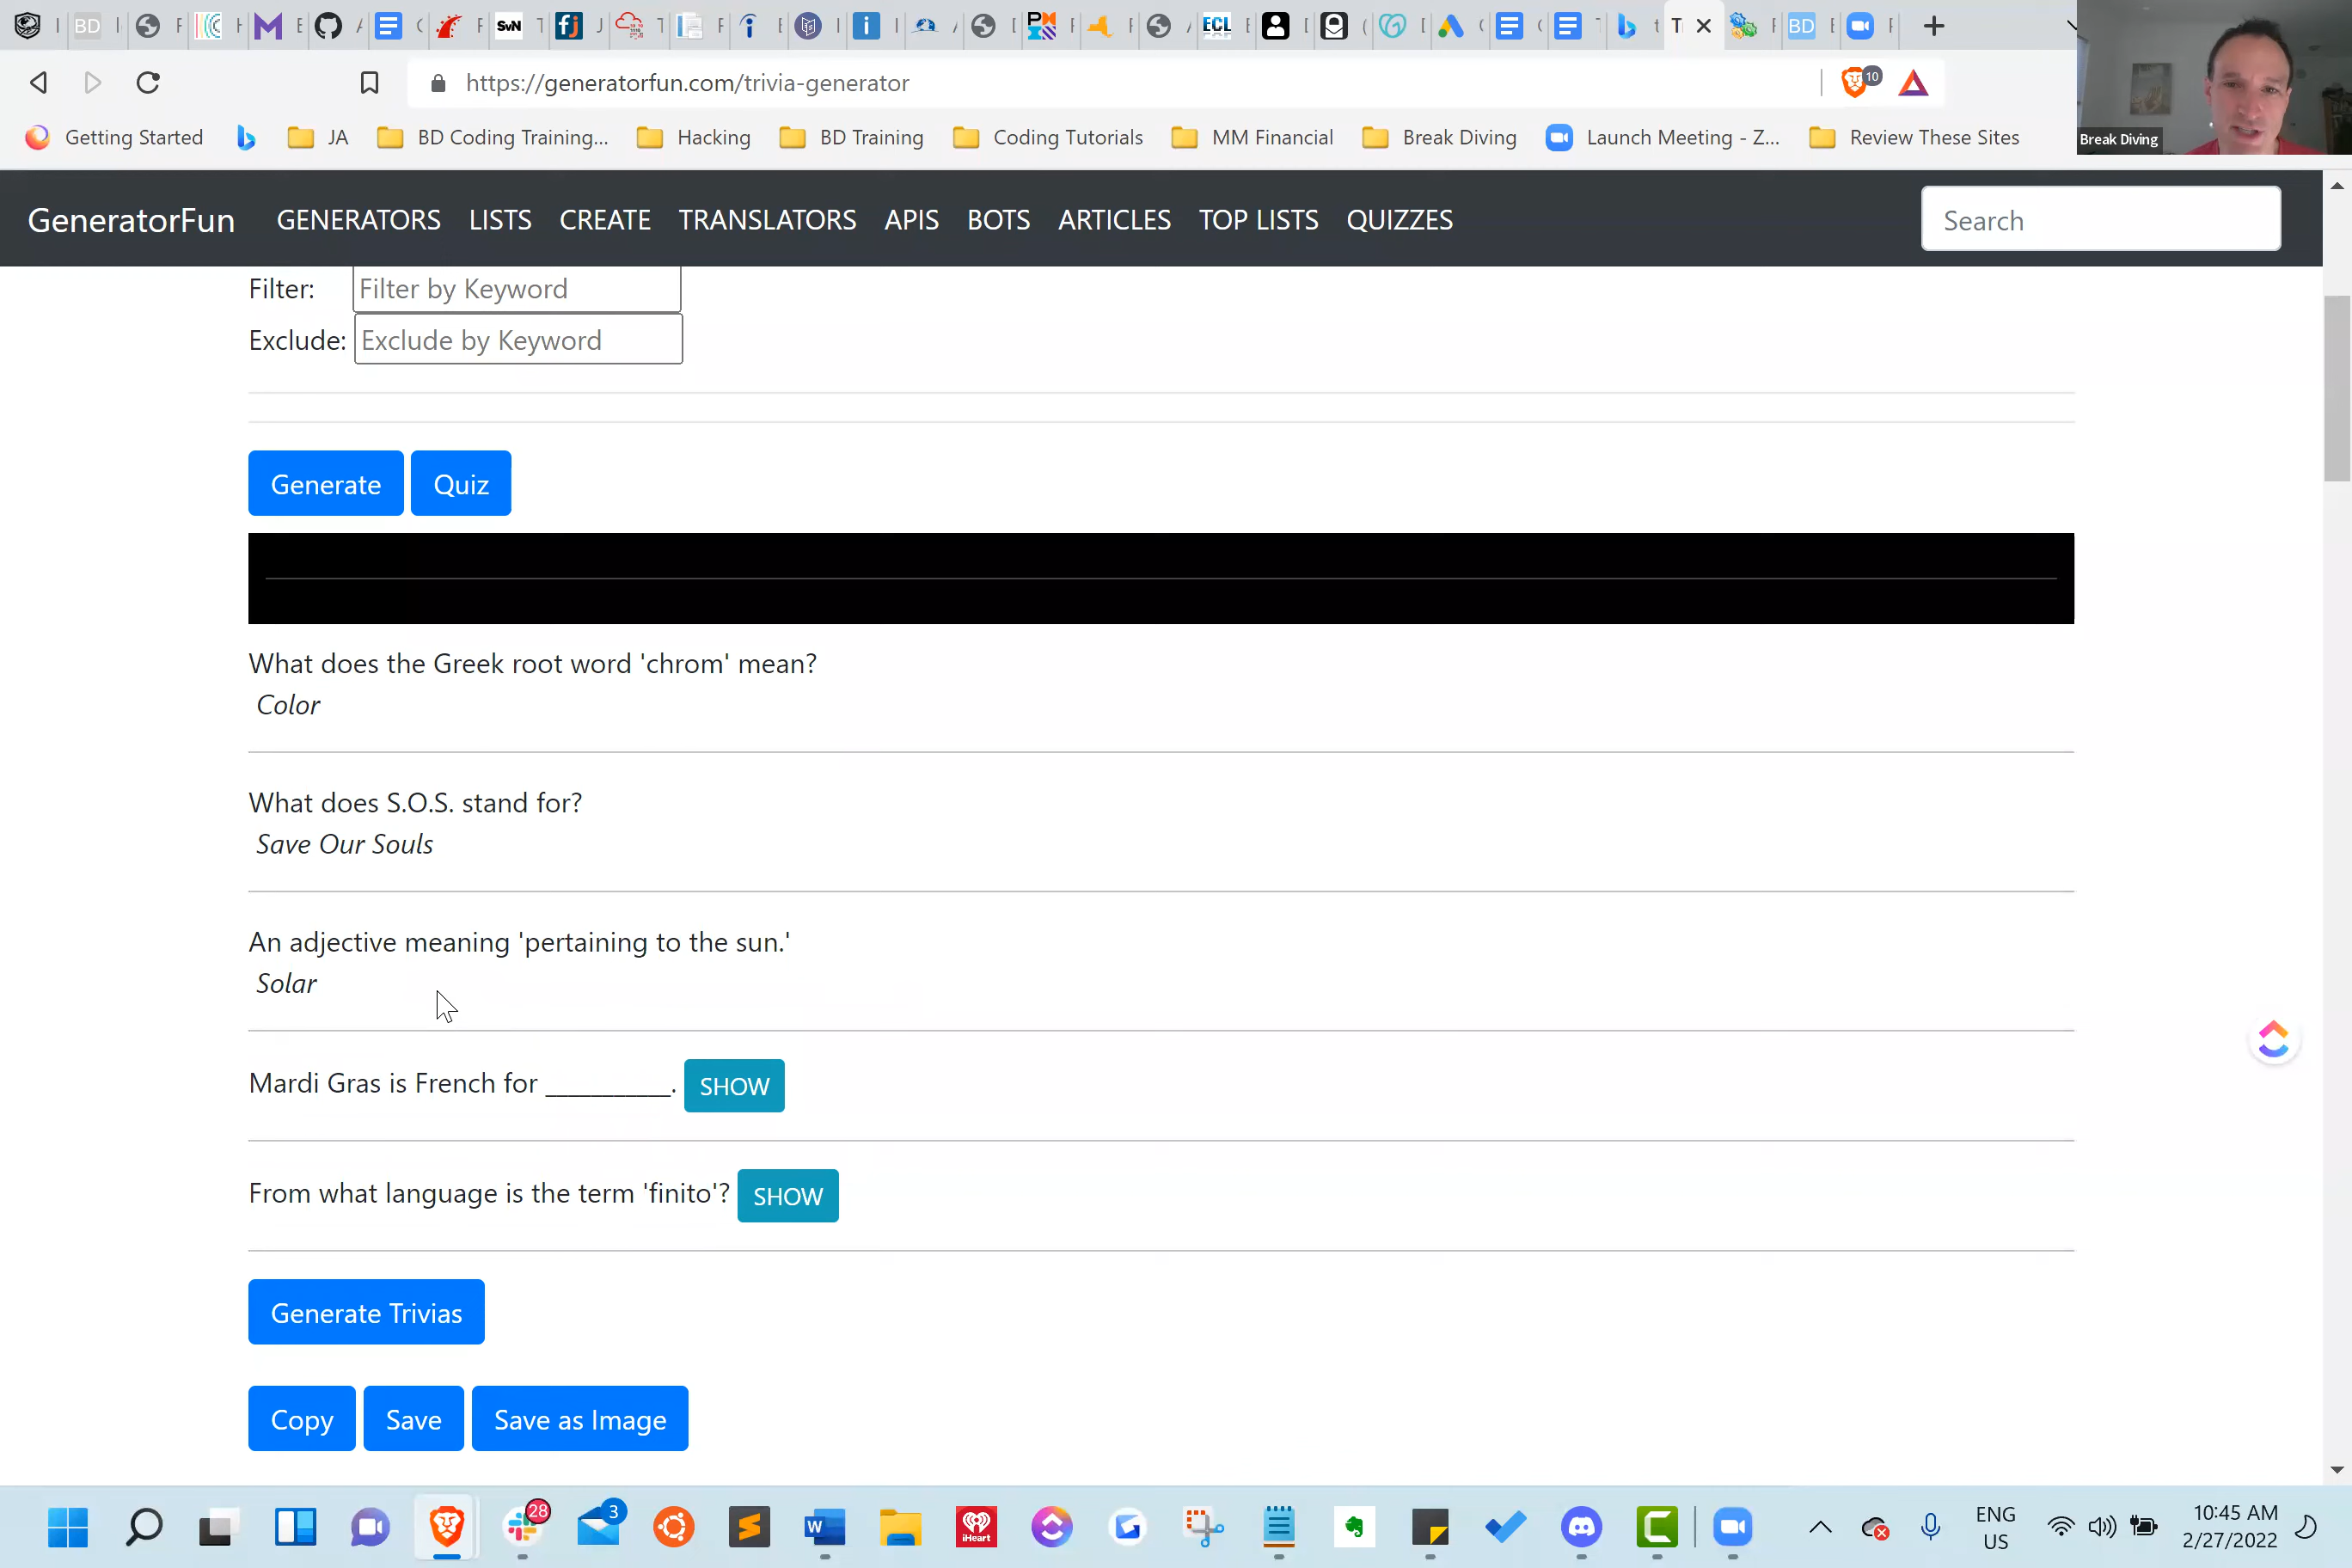 https://generatorfun.com/trivia-generator
10
Getting Started
JA
BD Coding Training...
Hacking
BD Training
Coding Tutorials
MM Financial
Break Diving
Launch Meeting - Z...
Review These Sites
Break Diving
GeneratorFun
GENERATORS
LISTS
CREATE
TRANSLATORS
APIS
BOTS
ARTICLES
TOP LISTS
QUIZZES
Search
Filter: Filter by Keyword
Exclude: Exclude by Keyword
Generate
Quiz
What does the Greek root word 'chrom' mean?
Color
What does S.O.S. stand for?
Save Our Souls
An adjective meaning 'pertaining to the sun.'
Solar
Mardi Gras is French for __________. SHOW
From what language is the term 'finito'? SHOW
Generate Trivias
Copy
Save
Save as Image
28
3
iHeart
ENG
US
10:45 AM
2/27/2022